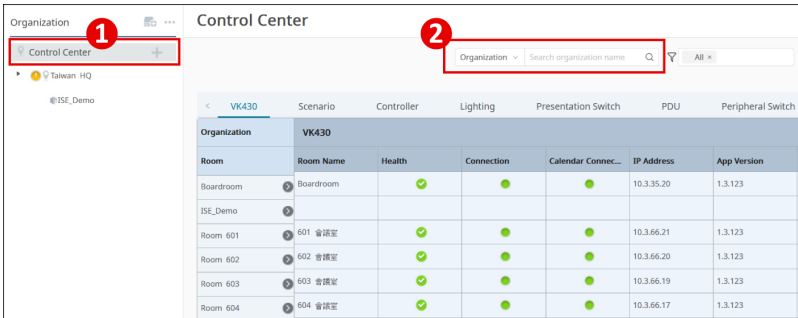 Organization
1
Control Center
Taiwan HQ
ISE_Demo
Control Center
2
Organization
Search organization name
All ×
VK430 Scenario Controller Lighting Presentation Switch PDU Peripheral Switch
Organization VK430
Room Room Name Health Connection Calendar Connec... IP Address App Version
Boardroom Boardroom 10.3.35.20 1.3.123
ISE_Demo
Room 601 601 會議室 10.3.66.21 1.3.123
Room 602 602 會議室 10.3.66.20 1.3.123
Room 603 603 會議室 10.3.66.19 1.3.123
Room 604 604 會議室 10.3.66.17 1.3.123